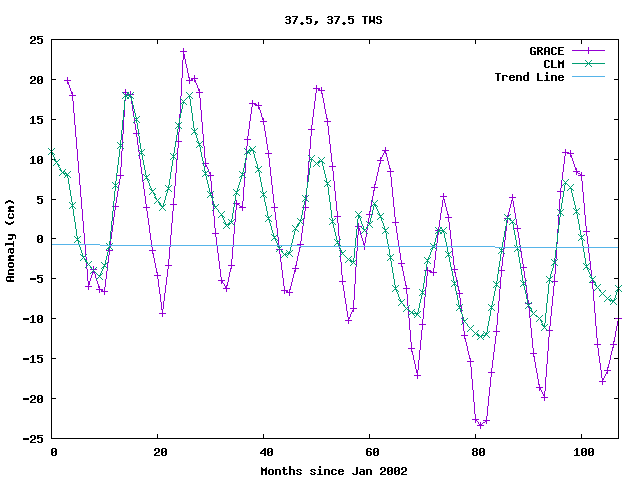 37.5, 37.5 TWS
GRACE
CLM
Trend Line
25
20
15
10
5
0
-5
-10
-15
-20
-25
Anomaly (cm)
0 20 40 60 80 100
Months since Jan 2002